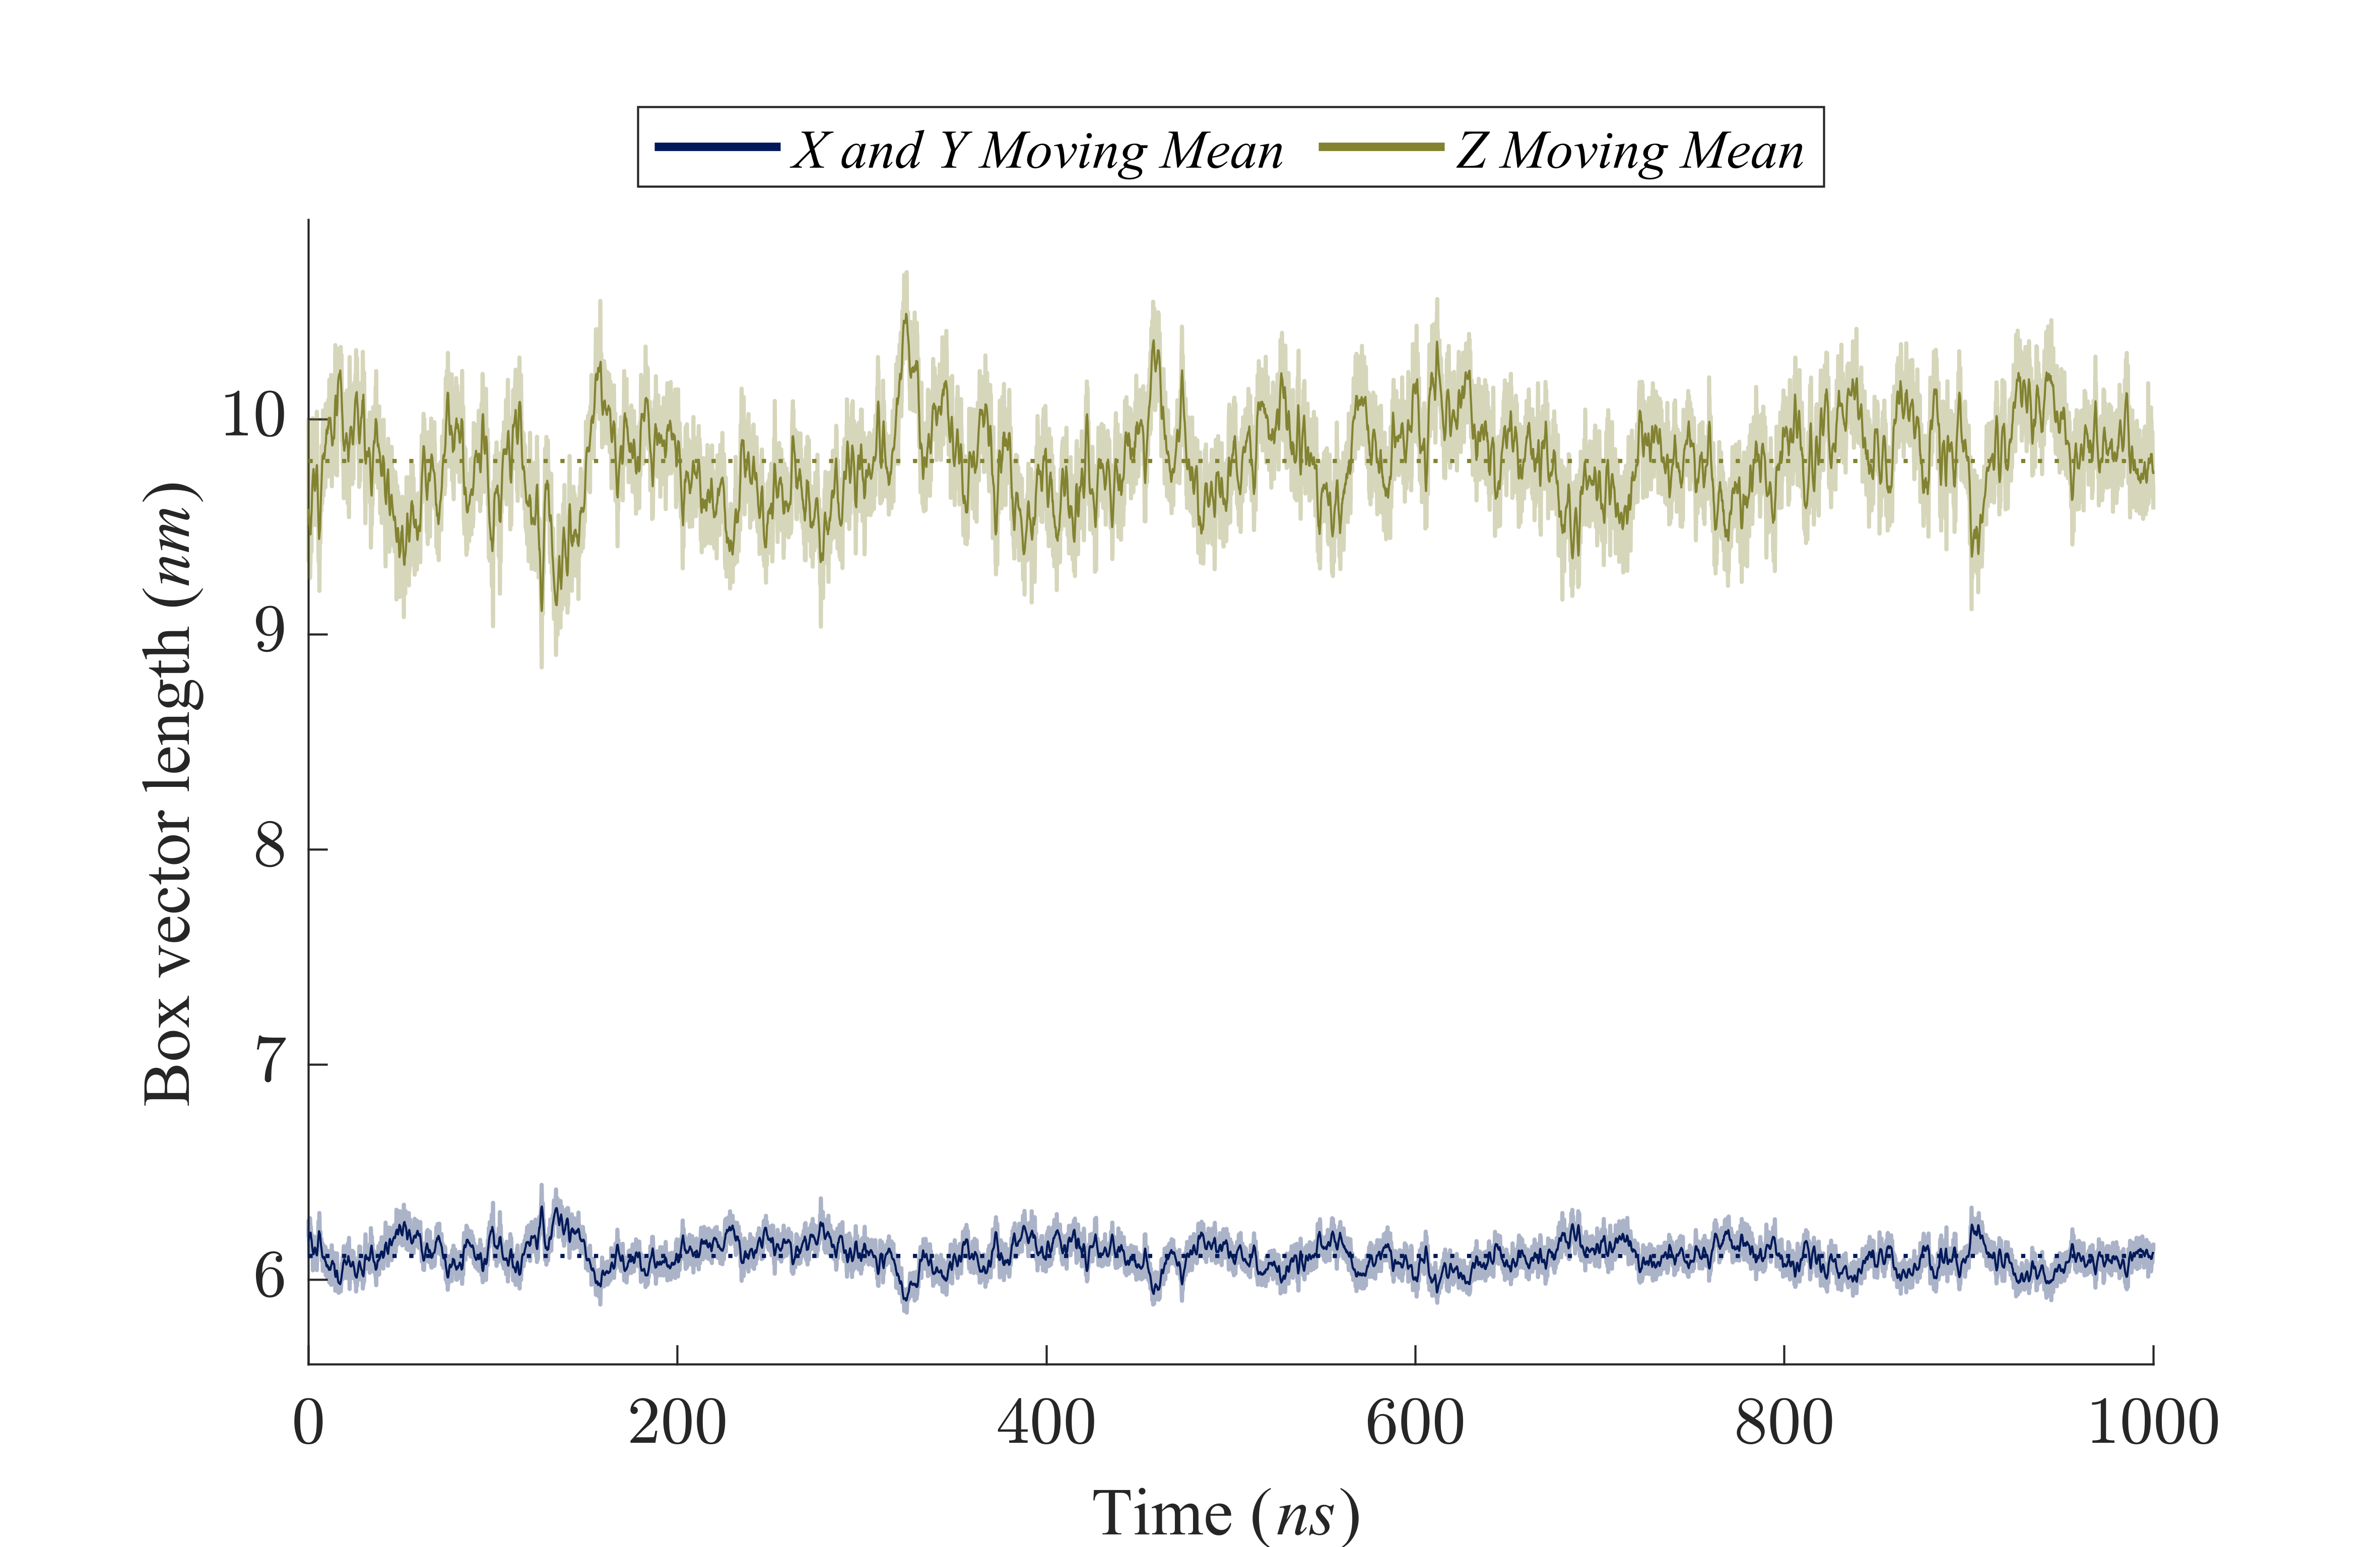 X and Y Moving Mean Z Moving Mean
Box vector length (nm)
10
9
8
7
6
0 200 400 600 800 1000
Time (ns)